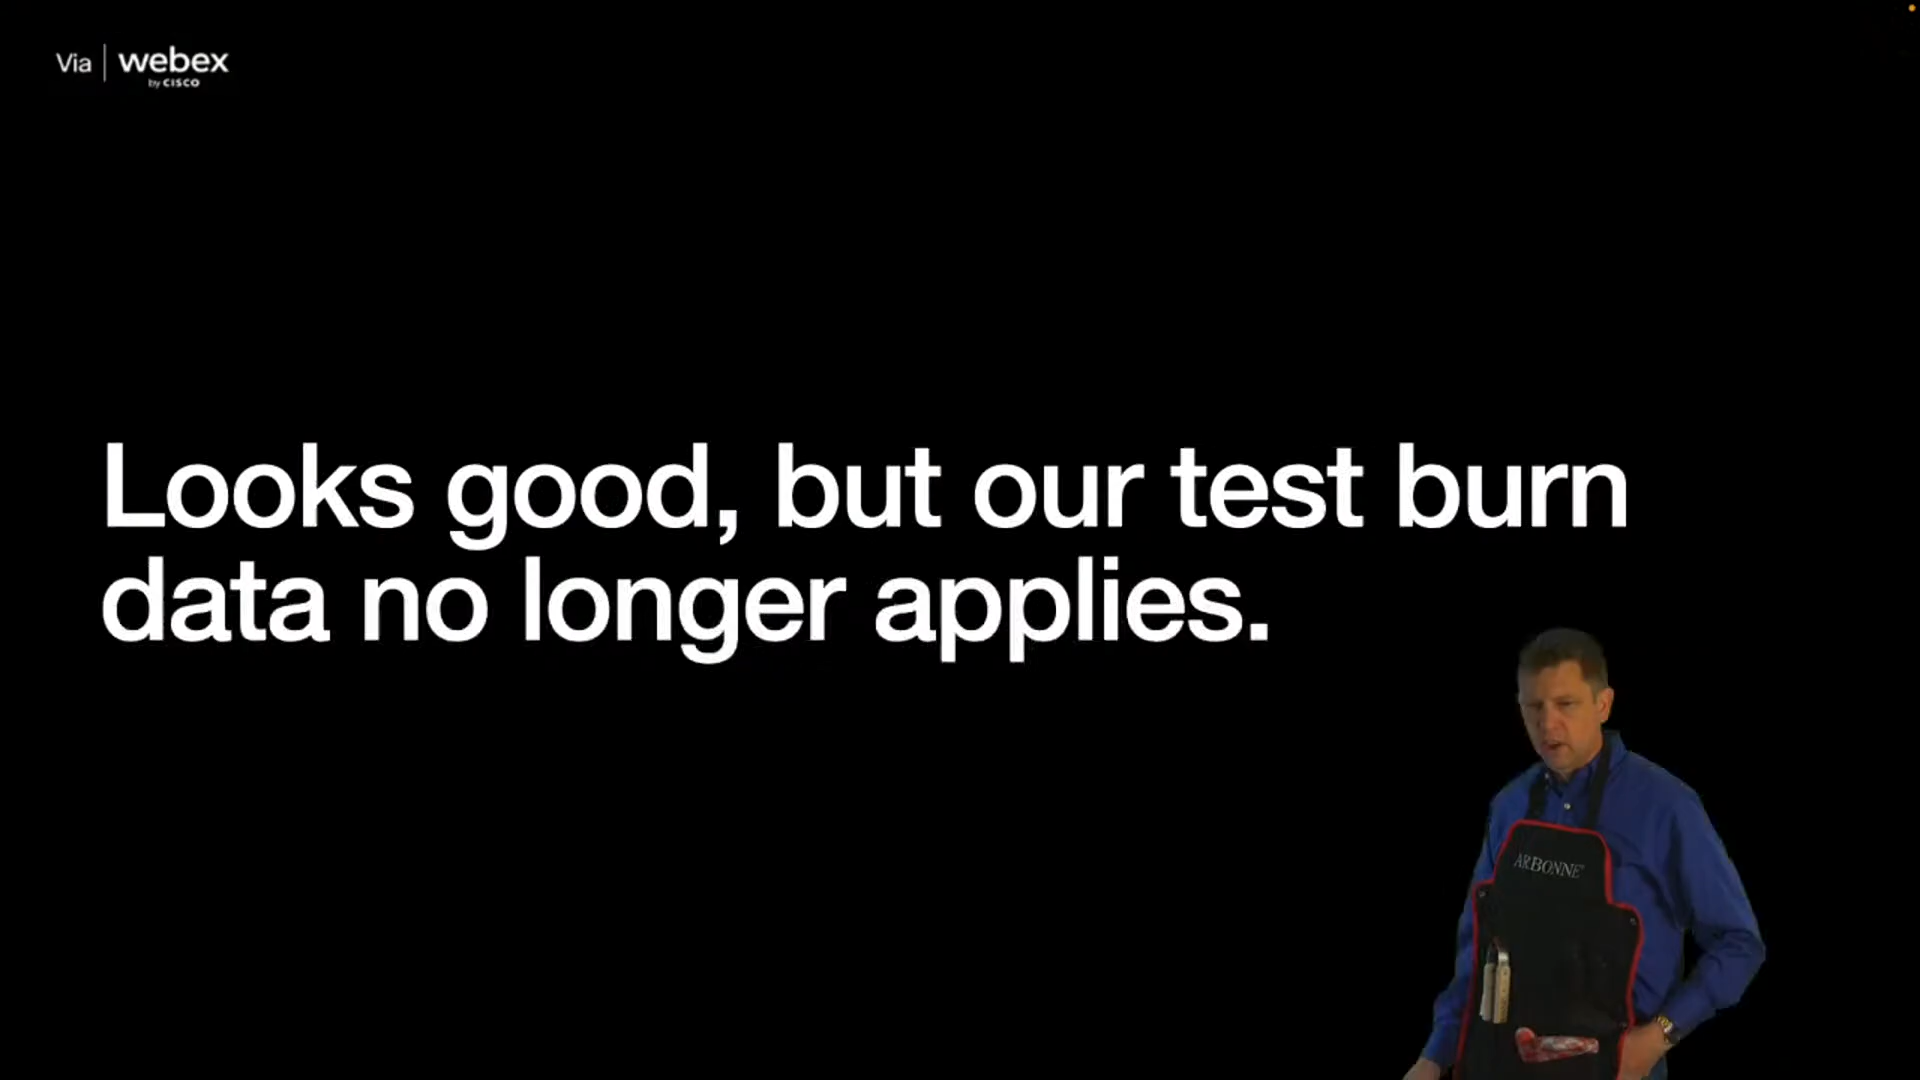 Via | webex
by CISCO
Looks good, but our test burn
data no longer applies.
ARBONNE